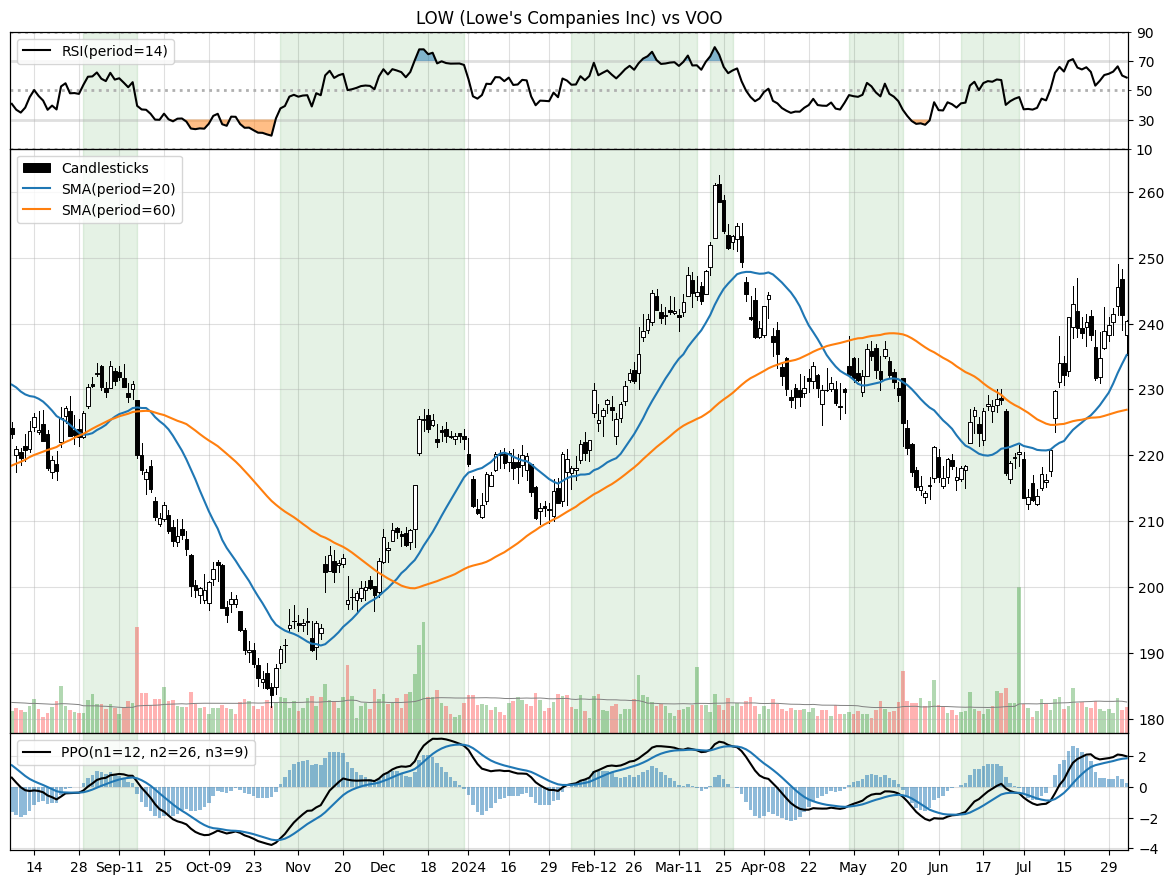 LOW (Lowe's Companies Inc) vs VOO
RSI(period=14)
90
70
50
30
10
Candlesticks
SMA(period=20)
SMA(period=60)
260
250
240
230
220
210
200
190
180
PPO(n1=12, n2=26, n3=9)
2
0
−2
−4
14 28 Sep-11 25 Oct-09 23 Nov 20 Dec 18 2024 16 29 Feb-12 26 Mar-11 25 Apr-08 22 May 20 Jun 17 Jul 15 29